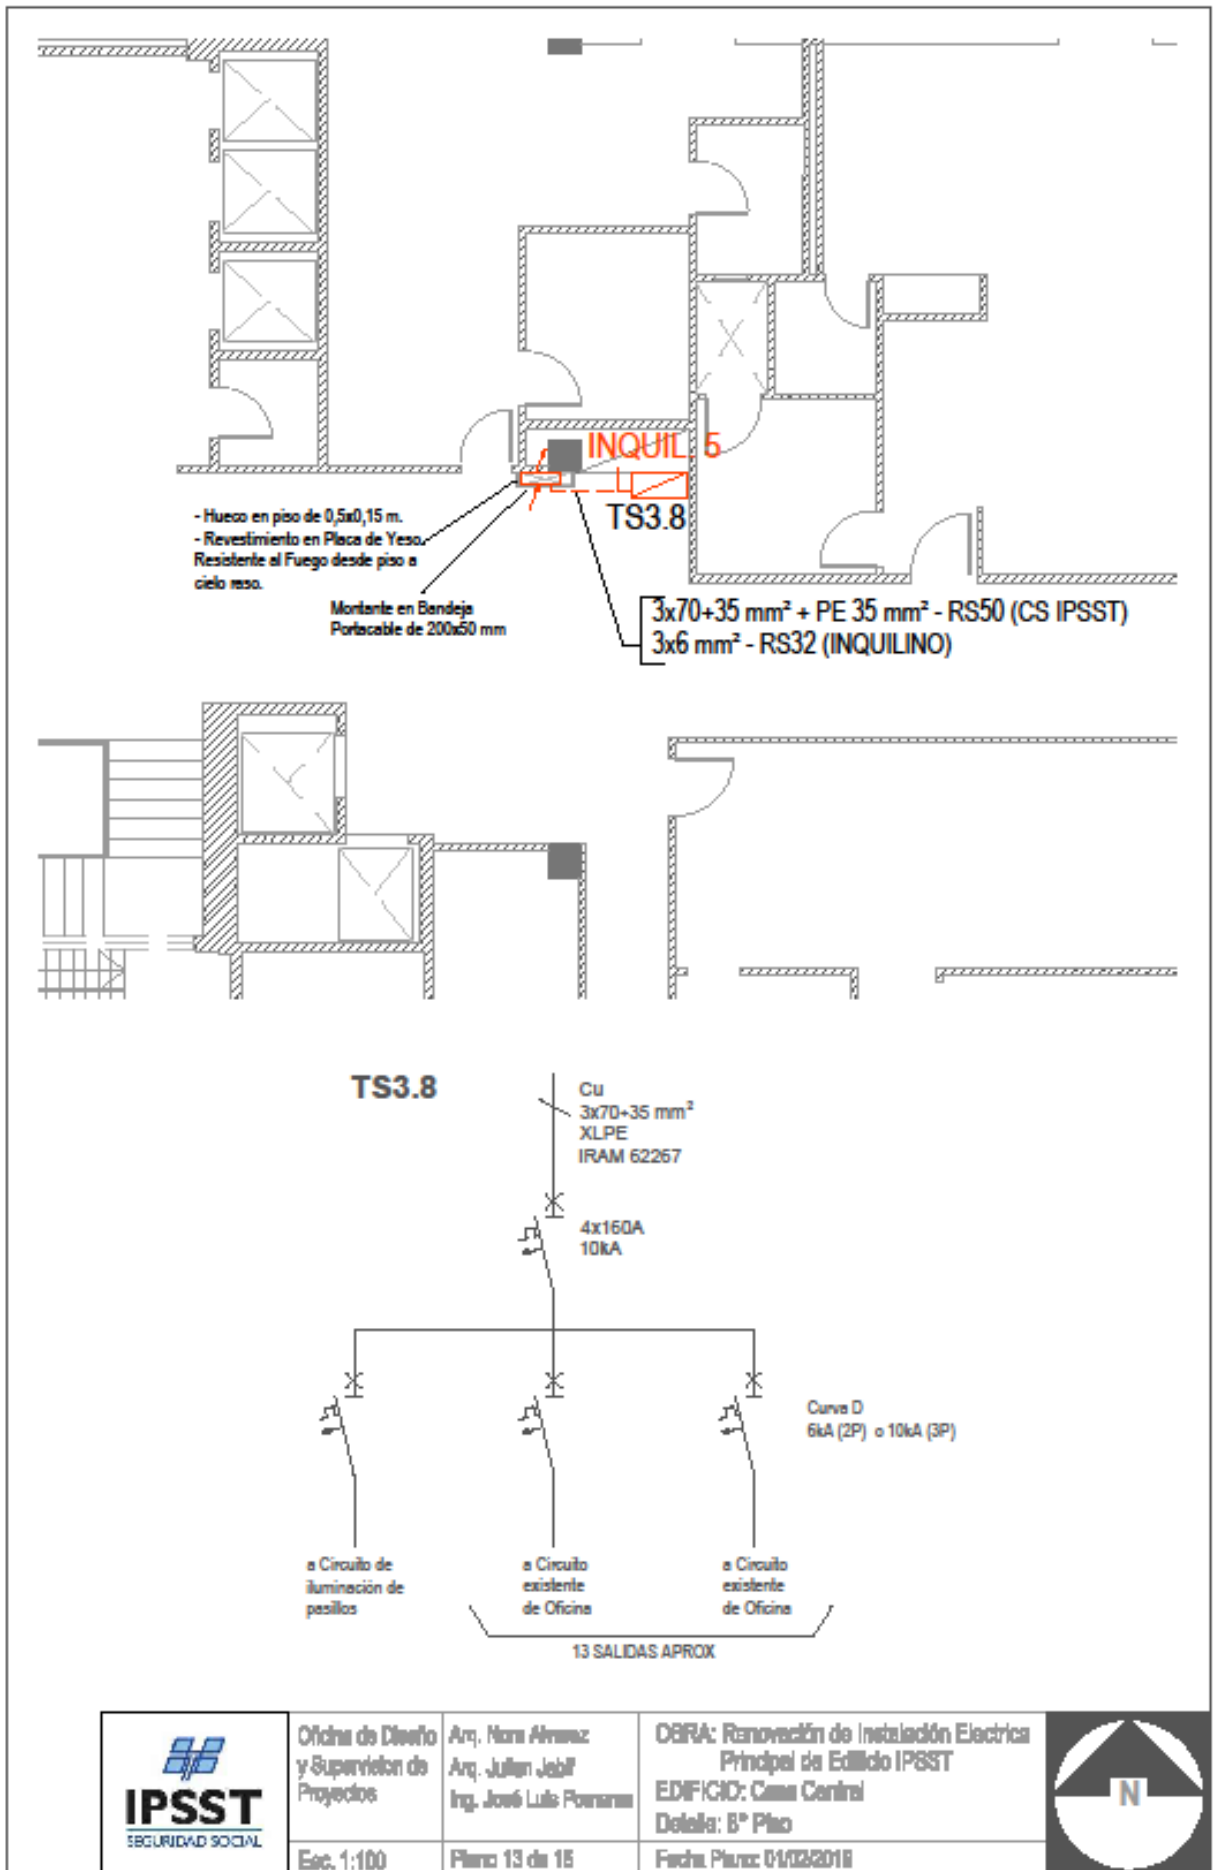 INQUIL. 5
TS3.8
- Hueco en piso de 0,5x0,15 m.
- Revestimiento en Placa de Yeso
Resistente al Fuego desde piso a
cielo raso.
Montante en Bandeja
Portacable de 200x50 mm
3x70+35 mm² + PE 35 mm² - RS50 (CS IPSST)
3x6 mm² - RS32 (INQUILINO)
TS3.8
Cu
3x70+35 mm²
XLPE
IRAM 62267
4x160A
10kA
Curva D
6kA (2P) o 10kA (3P)
a Circuito de
iluminación de
pasillos
a Circuito
existente
de Oficina
a Circuito
existente
de Oficina
13 SALIDAS APROX
IPSST
SEGURIDAD SOCIAL
Oficina de Diseño
y Supervision de
Proyectos
Arq. Nora Alvarez
Arq. Julian
Ing. José Luis
OBRA: Renovación de Instalación Electrica
Principal de Edificio IPSST
EDIFICIO: Casa Central
Detalle: 8° Piso
N
Esc. 1:100
Plano 13 de 15
Fecha Plano: 01/02/2018